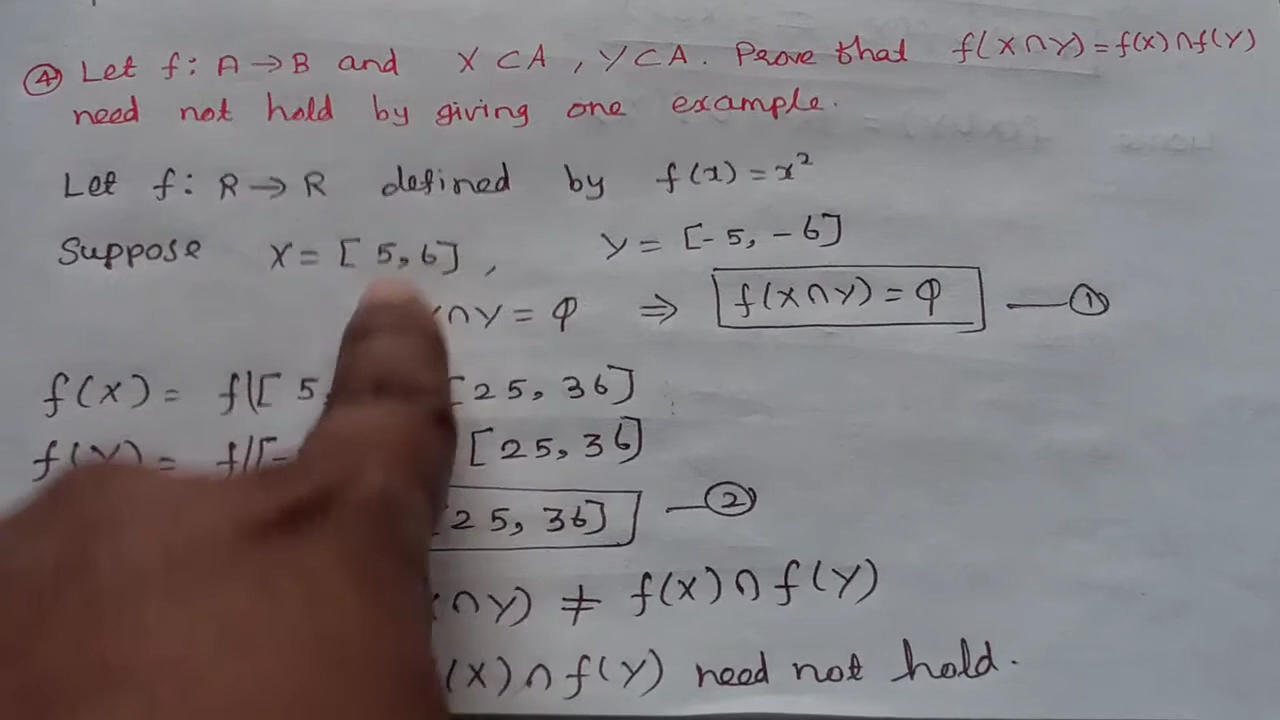 ④ Let f: A → B and X ⊂ A, Y ⊂ A. Prove that f(X∩Y) = f(X)∩f(Y)
need not hold by giving one example.
Let f: R → R defined by f(x) = x²
Suppose X = [5, 6], Y = [-5, -6]
∩Y = φ ⇒ f(X∩Y) = φ — ①
f(X) = f([5, [25, 36]
f(Y) = f([- [25, 36]
25, 36] — ②
∩Y) ≠ f(X)∩f(Y)
(X)∩f(Y) need not hold.